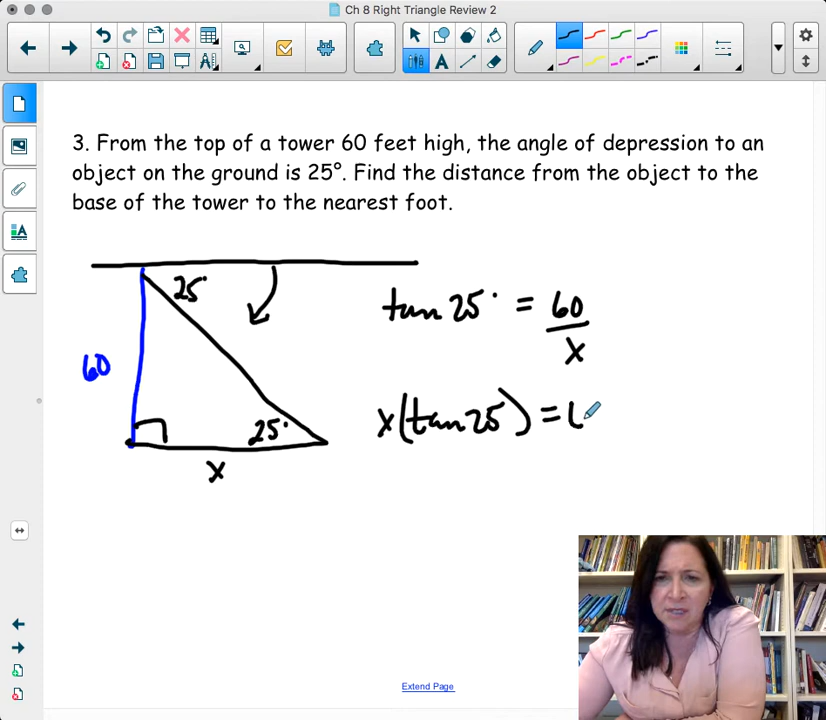 Ch 8 Right Triangle Review 2
3. From the top of a tower 60 feet high, the angle of depression to an
object on the ground is 25°. Find the distance from the object to the
base of the tower to the nearest foot.
25°
60
25°
x
tan 25° = 60
x
x(tan 25°) =
Extend Page